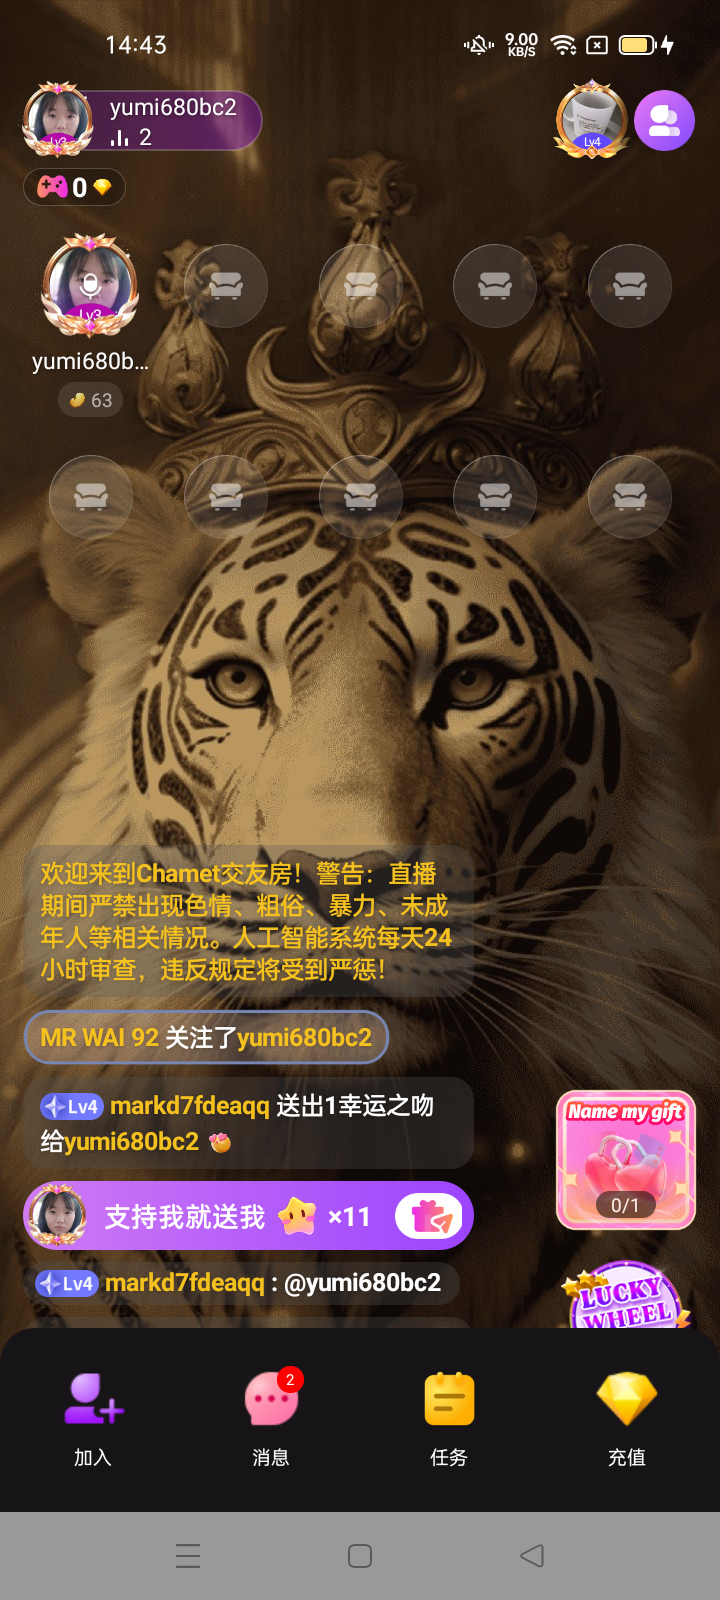 14:43
9.00
KB/S
yumi680bc2
2
Lv3
Lv4
0
Lv3
yumi680b...
63
欢迎来到Chamet交友房！警告：直播
期间严禁出现色情、粗俗、暴力、未成
年人等相关情况。人工智能系统每天24
小时审查，违反规定将受到严惩！
MR WAI 92 关注了yumi680bc2
Lv4 markd7fdeaqq 送出1幸运之吻
给yumi680bc2
Name my gift
0/1
支持我就送我 ×11
Lv4 markd7fdeaqq : @yumi680bc2
LUCKY
WHEEL
加入
2
消息
任务
充值